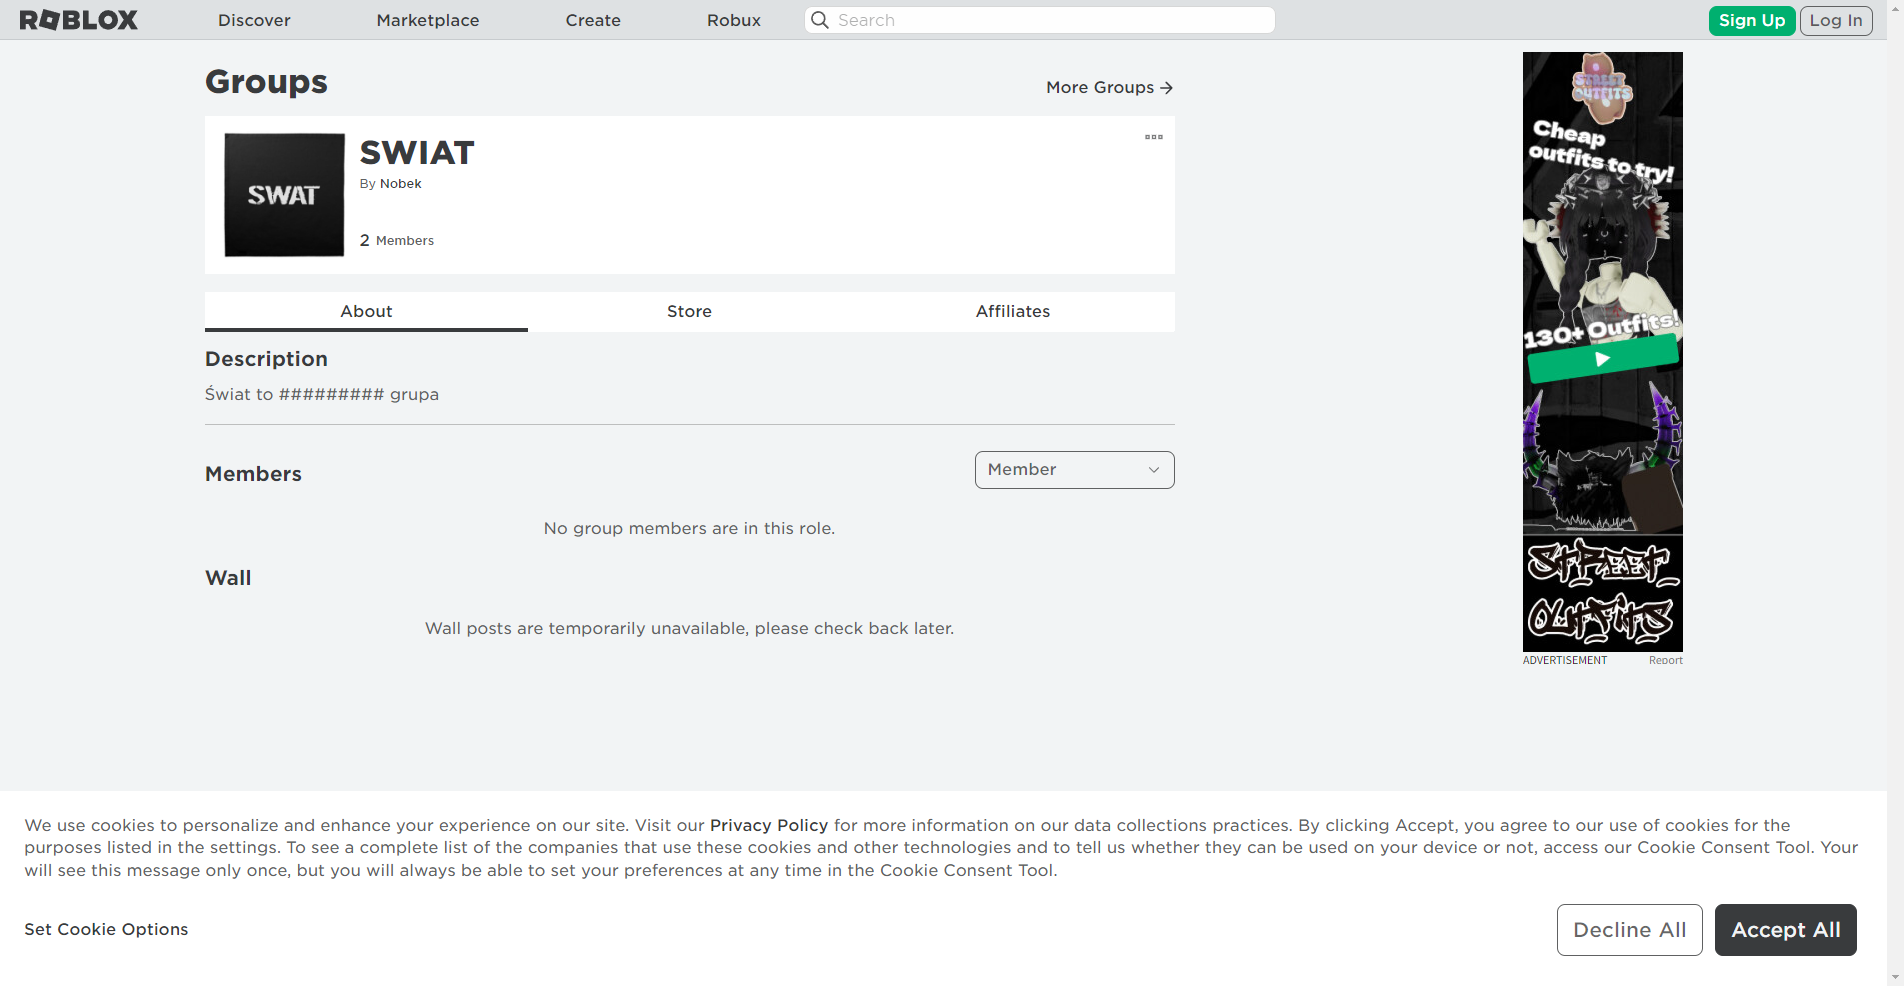 ROBLOX
Discover
Marketplace
Create
Robux
Search
Sign Up
Log In
Groups
More Groups
SWAT
SWIAT
By Nobek
2 Members
About
Store
Affiliates
Description
Świat to ######### grupa
Members
Member
No group members are in this role.
Wall
Wall posts are temporarily unavailable, please check back later.
STREET
OUTFITS
Cheap
outfits to try!
130+ Outfits!
STREET
OUTFITS
ADVERTISEMENT
Report
We use cookies to personalize and enhance your experience on our site. Visit our Privacy Policy for more information on our data collections practices. By clicking Accept, you agree to our use of cookies for the
purposes listed in the settings. To see a complete list of the companies that use these cookies and other technologies and to tell us whether they can be used on your device or not, access our Cookie Consent Tool. Your
will see this message only once, but you will always be able to set your preferences at any time in the Cookie Consent Tool.
Set Cookie Options
Decline All
Accept All